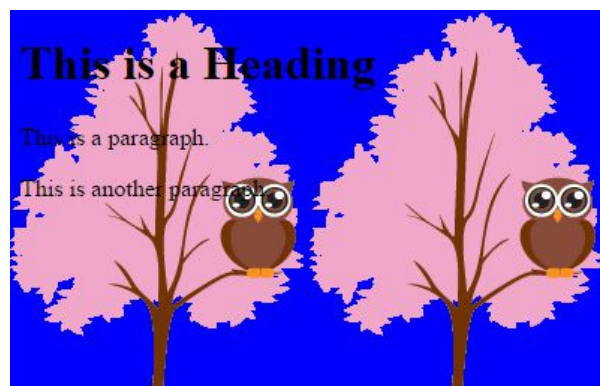 This is a Heading
This is a paragraph.
This is another paragraph.